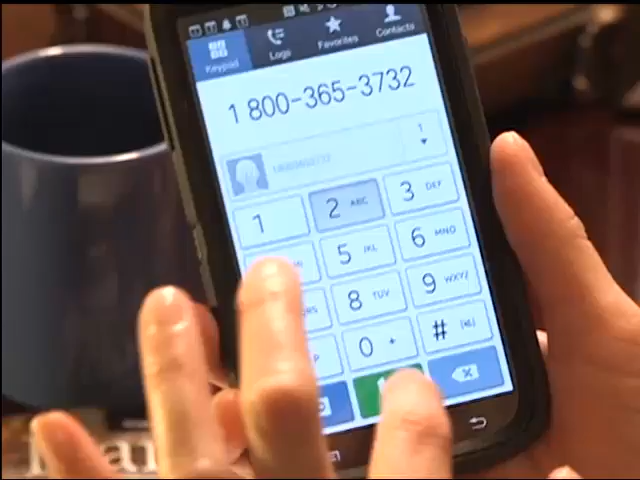 Keypad Logs Favorites Contacts
1 800-365-3732
1
1 2 ABC 3 DEF
5 JKL 6 MNO
8 TUV 9 WXYZ
0 + #